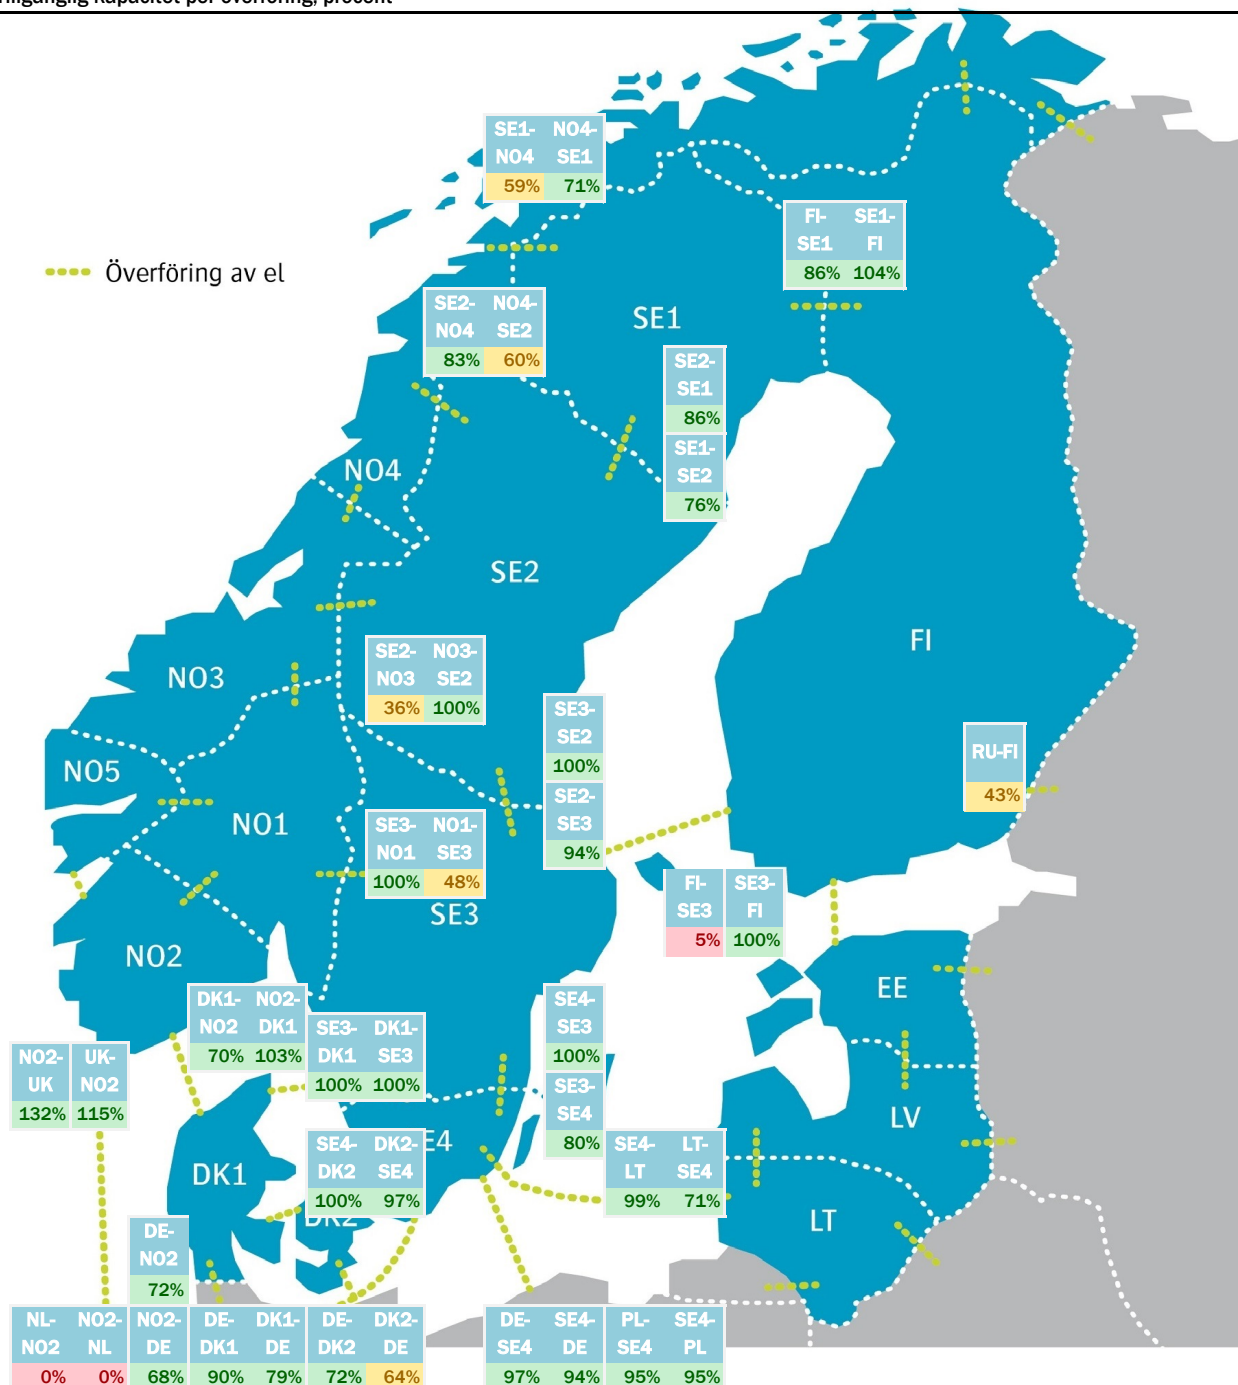 Tillgänglig kapacitet per överföring, procent
SE1- NO4-
NO4 SE1
59% 71%
FI- SE1-
SE1 FI
86% 104%
Överföring av el
SE2- NO4-
NO4 SE2
83% 60%
SE1
SE2-
SE1
86%
SE1-
SE2
76%
NO4
SE2
FI
SE2- NO3-
NO3 SE2
36% 100%
NO3
SE3-
SE2
100%
SE2-
SE3
94%
RU-FI
43%
NO5
NO1
SE3- NO1-
NO1 SE3
100% 48%
SE3
FI- SE3-
SE3 FI
5% 100%
NO2
EE
DK1- NO2-
NO2 DK1
70% 103%
SE3- DK1-
DK1 SE3
100% 100%
SE4-
SE3
100%
SE3-
SE4
80%
NO2- UK-
UK NO2
132% 115%
LV
SE4- DK2-
DK2 SE4
100% 97%
E4
SE4- LT-
LT SE4
99% 71%
DK1
DK2
LT
DE-
NO2
72%
NL- NO2- NO2- DE- DK1- DE- DK2-
NO2 NL DE DK1 DE DK2 DE
0% 0% 68% 90% 79% 72% 64%
DE- SE4- PL- SE4-
SE4 DE SE4 PL
97% 94% 95% 95%